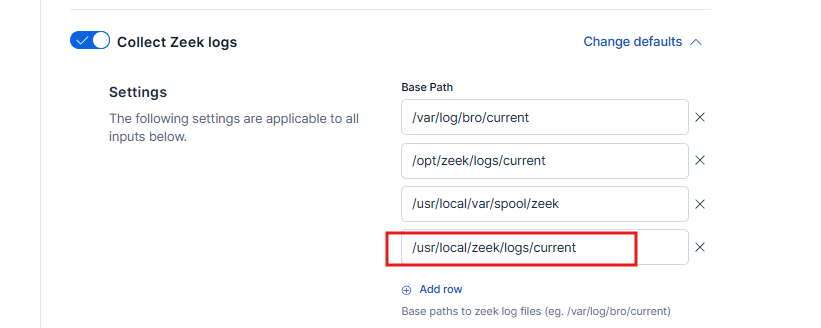 Collect Zeek logs
Change defaults
Settings
The following settings are applicable to all
inputs below.
Base Path
/var/log/bro/current
/opt/zeek/logs/current
/usr/local/var/spool/zeek
/usr/local/zeek/logs/current
Add row
Base paths to zeek log files (eg. /var/log/bro/current)